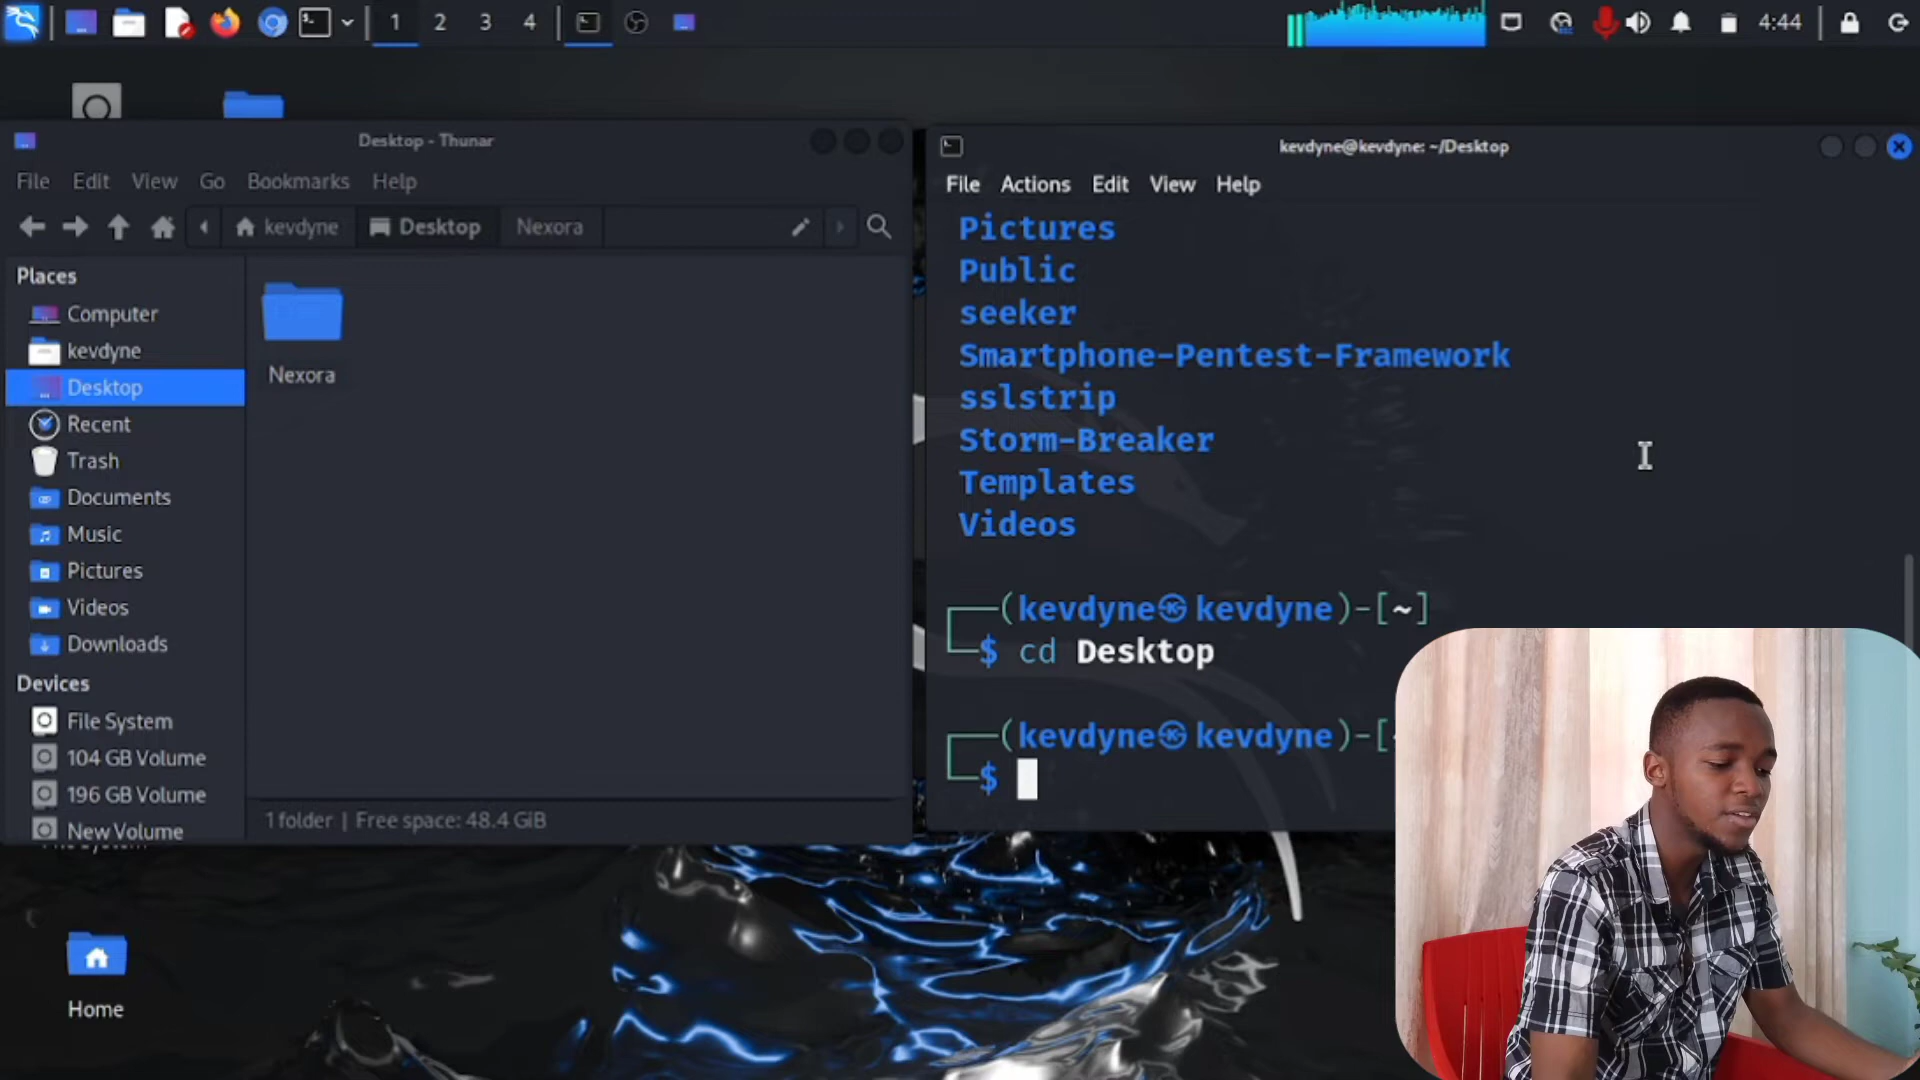 1 2 3 4
4:44
Desktop - Thunar
File Edit View Go Bookmarks Help
kevdyne Desktop Nexora
Places
Computer
kevdyne
Desktop
Recent
Trash
Documents
Music
Pictures
Videos
Downloads
Devices
File System
104 GB Volume
196 GB Volume
New Volume
Nexora
1 folder | Free space: 48.4 GiB
kevdyne@kevdyne: ~/Desktop
File Actions Edit View Help
Pictures
Public
seeker
Smartphone-Pentest-Framework
sslstrip
Storm-Breaker
Templates
Videos
(kevdyne㉿kevdyne)-[~]
$ cd Desktop
(kevdyne㉿kevdyne)-[
$
Home